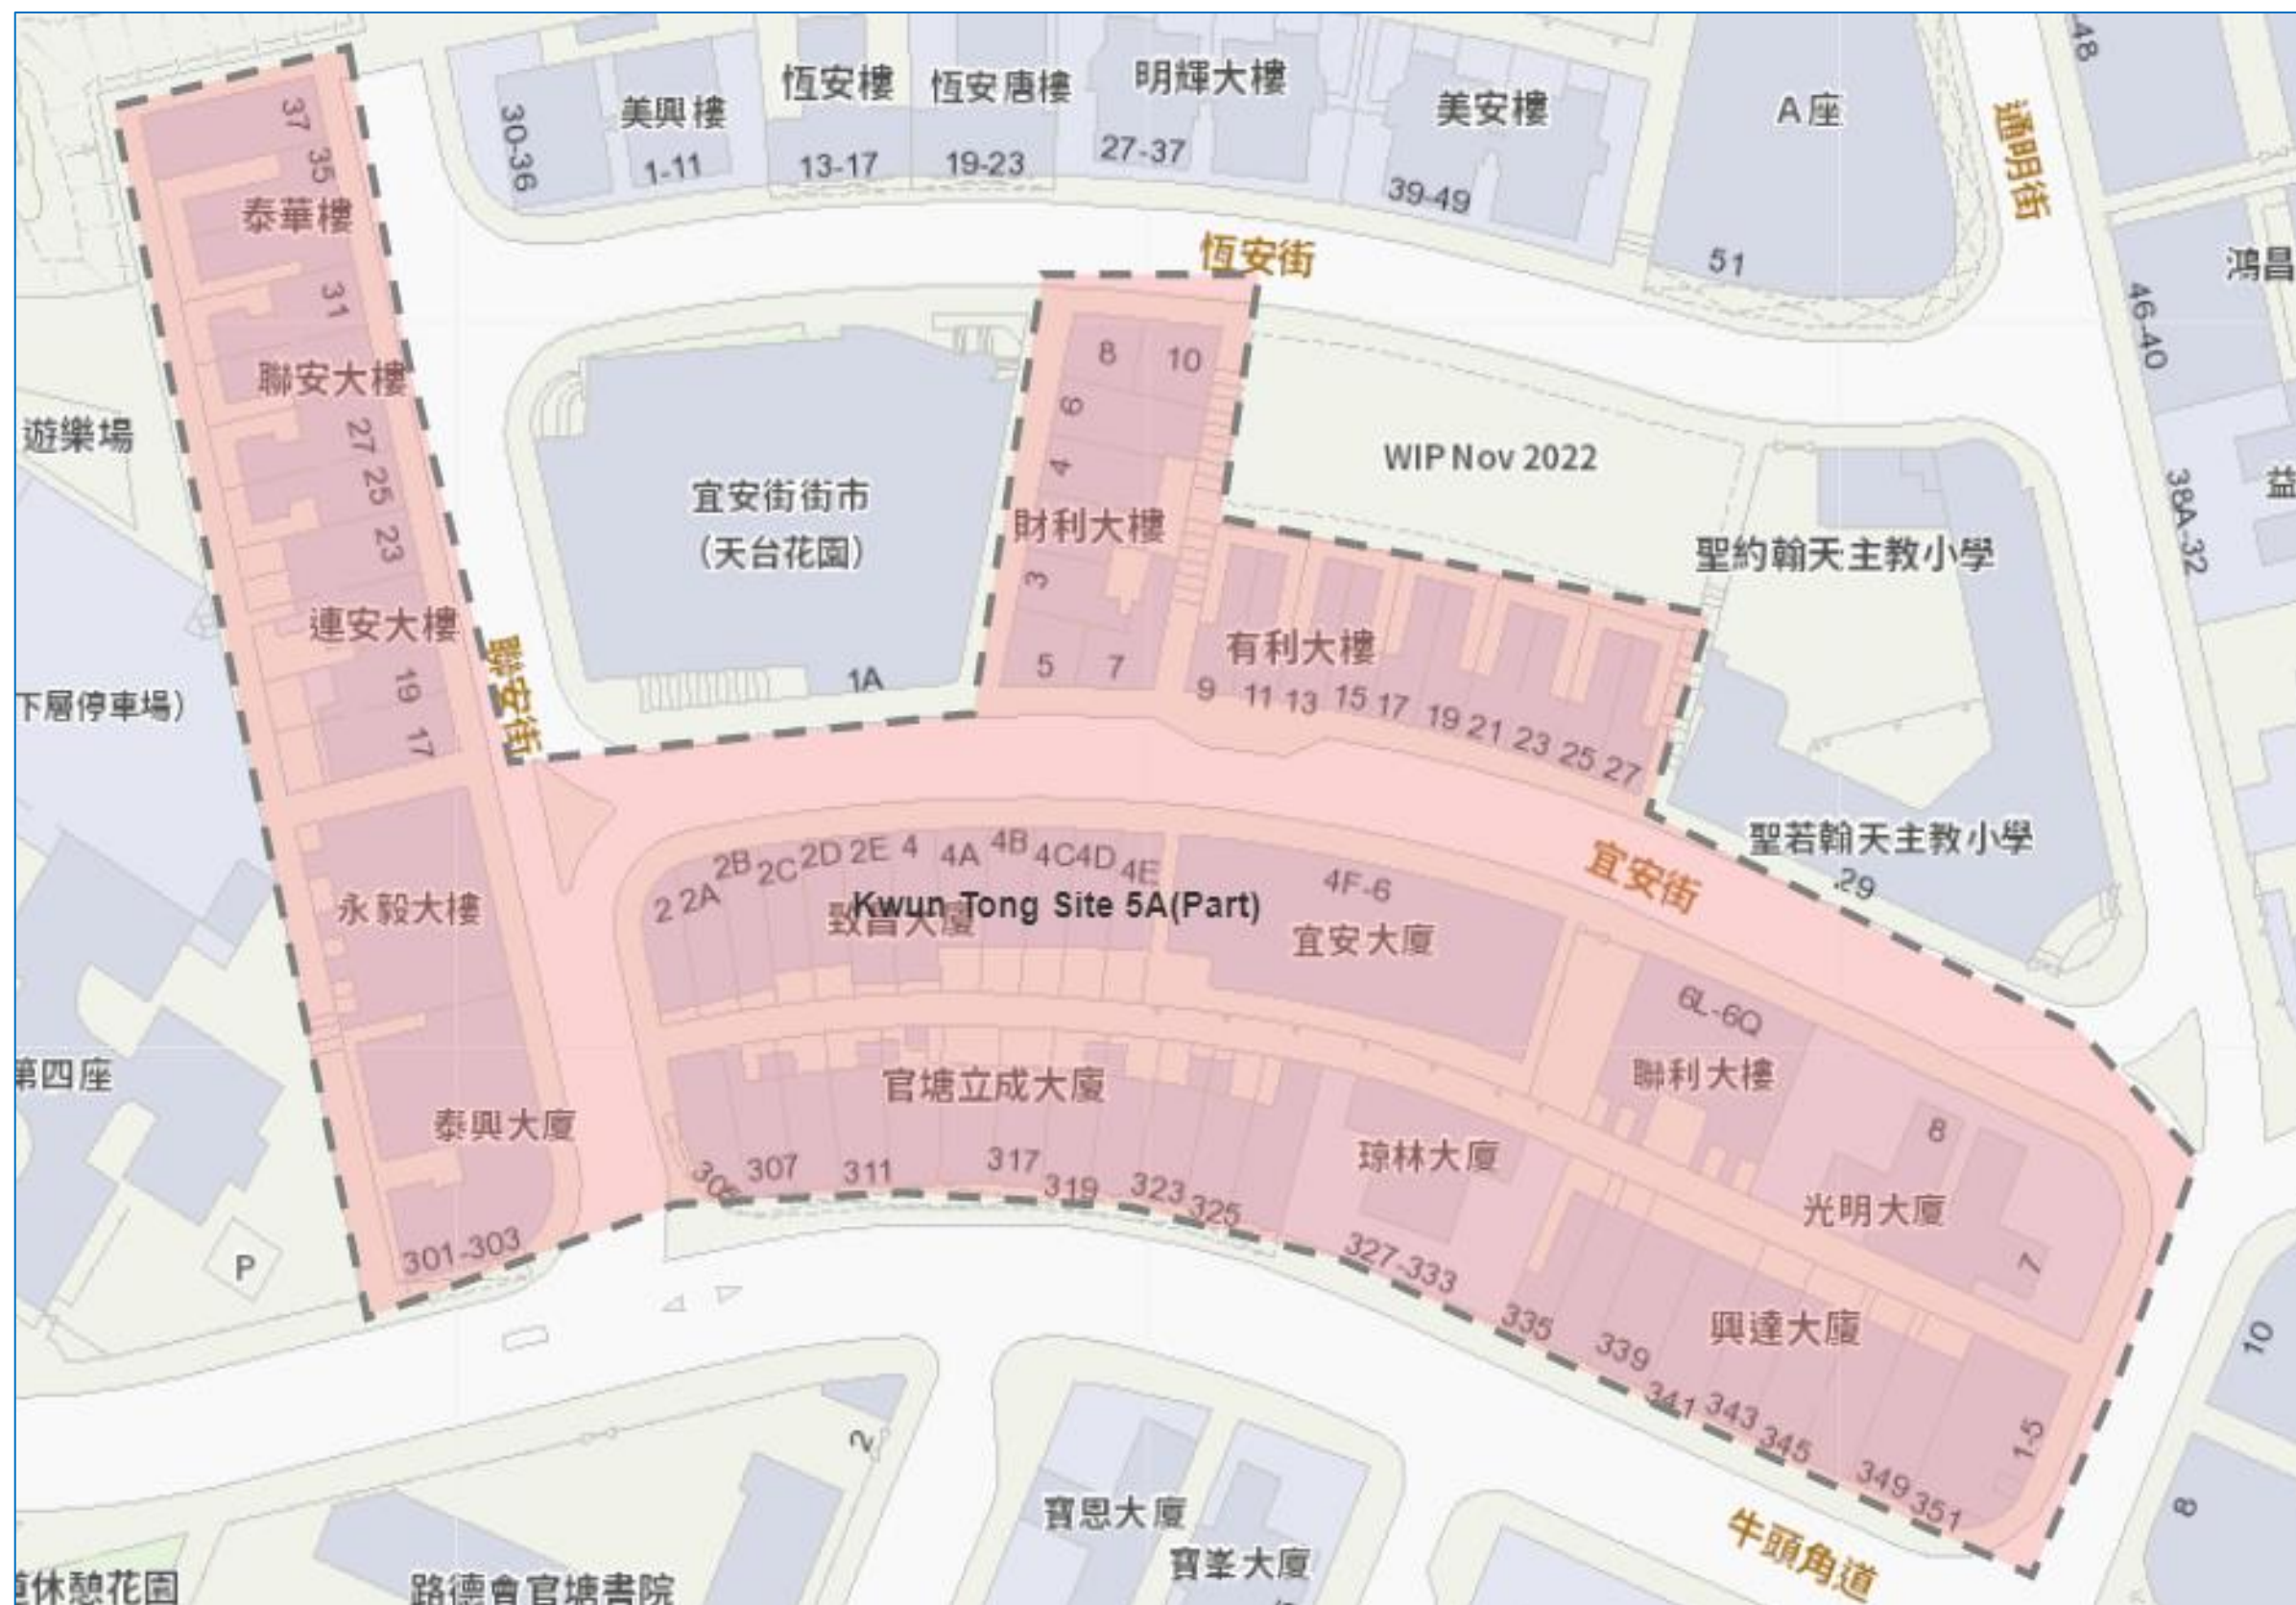 48
恆安樓
恆安唐樓
明輝大樓
美興樓
美安樓
A座
通明街
37
30-36
1-11
13-17
19-23
27-37
39-49
35
泰華樓
恆安街
51
鴻昌
31
46-40
聯安大樓
8
10
6
遊樂場
27
4
WIP Nov 2022
25
宜安街街市
(天台花園)
38A-32
益
23
財利大樓
聖約翰天主教小學
3
連安大樓
有利大樓
聯安街
5
7
19
1A
9
11
13
15
17
19
21
23
25
27
下層停車場)
17
宜安街
聖若翰天主教小學
29
2
2A
2B
2C
2D
2E
4
4A
4B
4C
4D
4E
4F-6
永毅大樓
Kwun Tong Site 5A(Part)
宜安大廈
6L-6Q
第四座
官塘立成大廈
聯利大樓
泰興大廈
8
305
307
311
317
319
323
325
琼林大廈
光明大廈
7
P
301-303
327-333
335
339
341
343
345
349
351
興達大廈
1-5
10
2
8
寶恩大廈
寶峯大廈
牛頭角道
休憩花園
路德會官塘書院